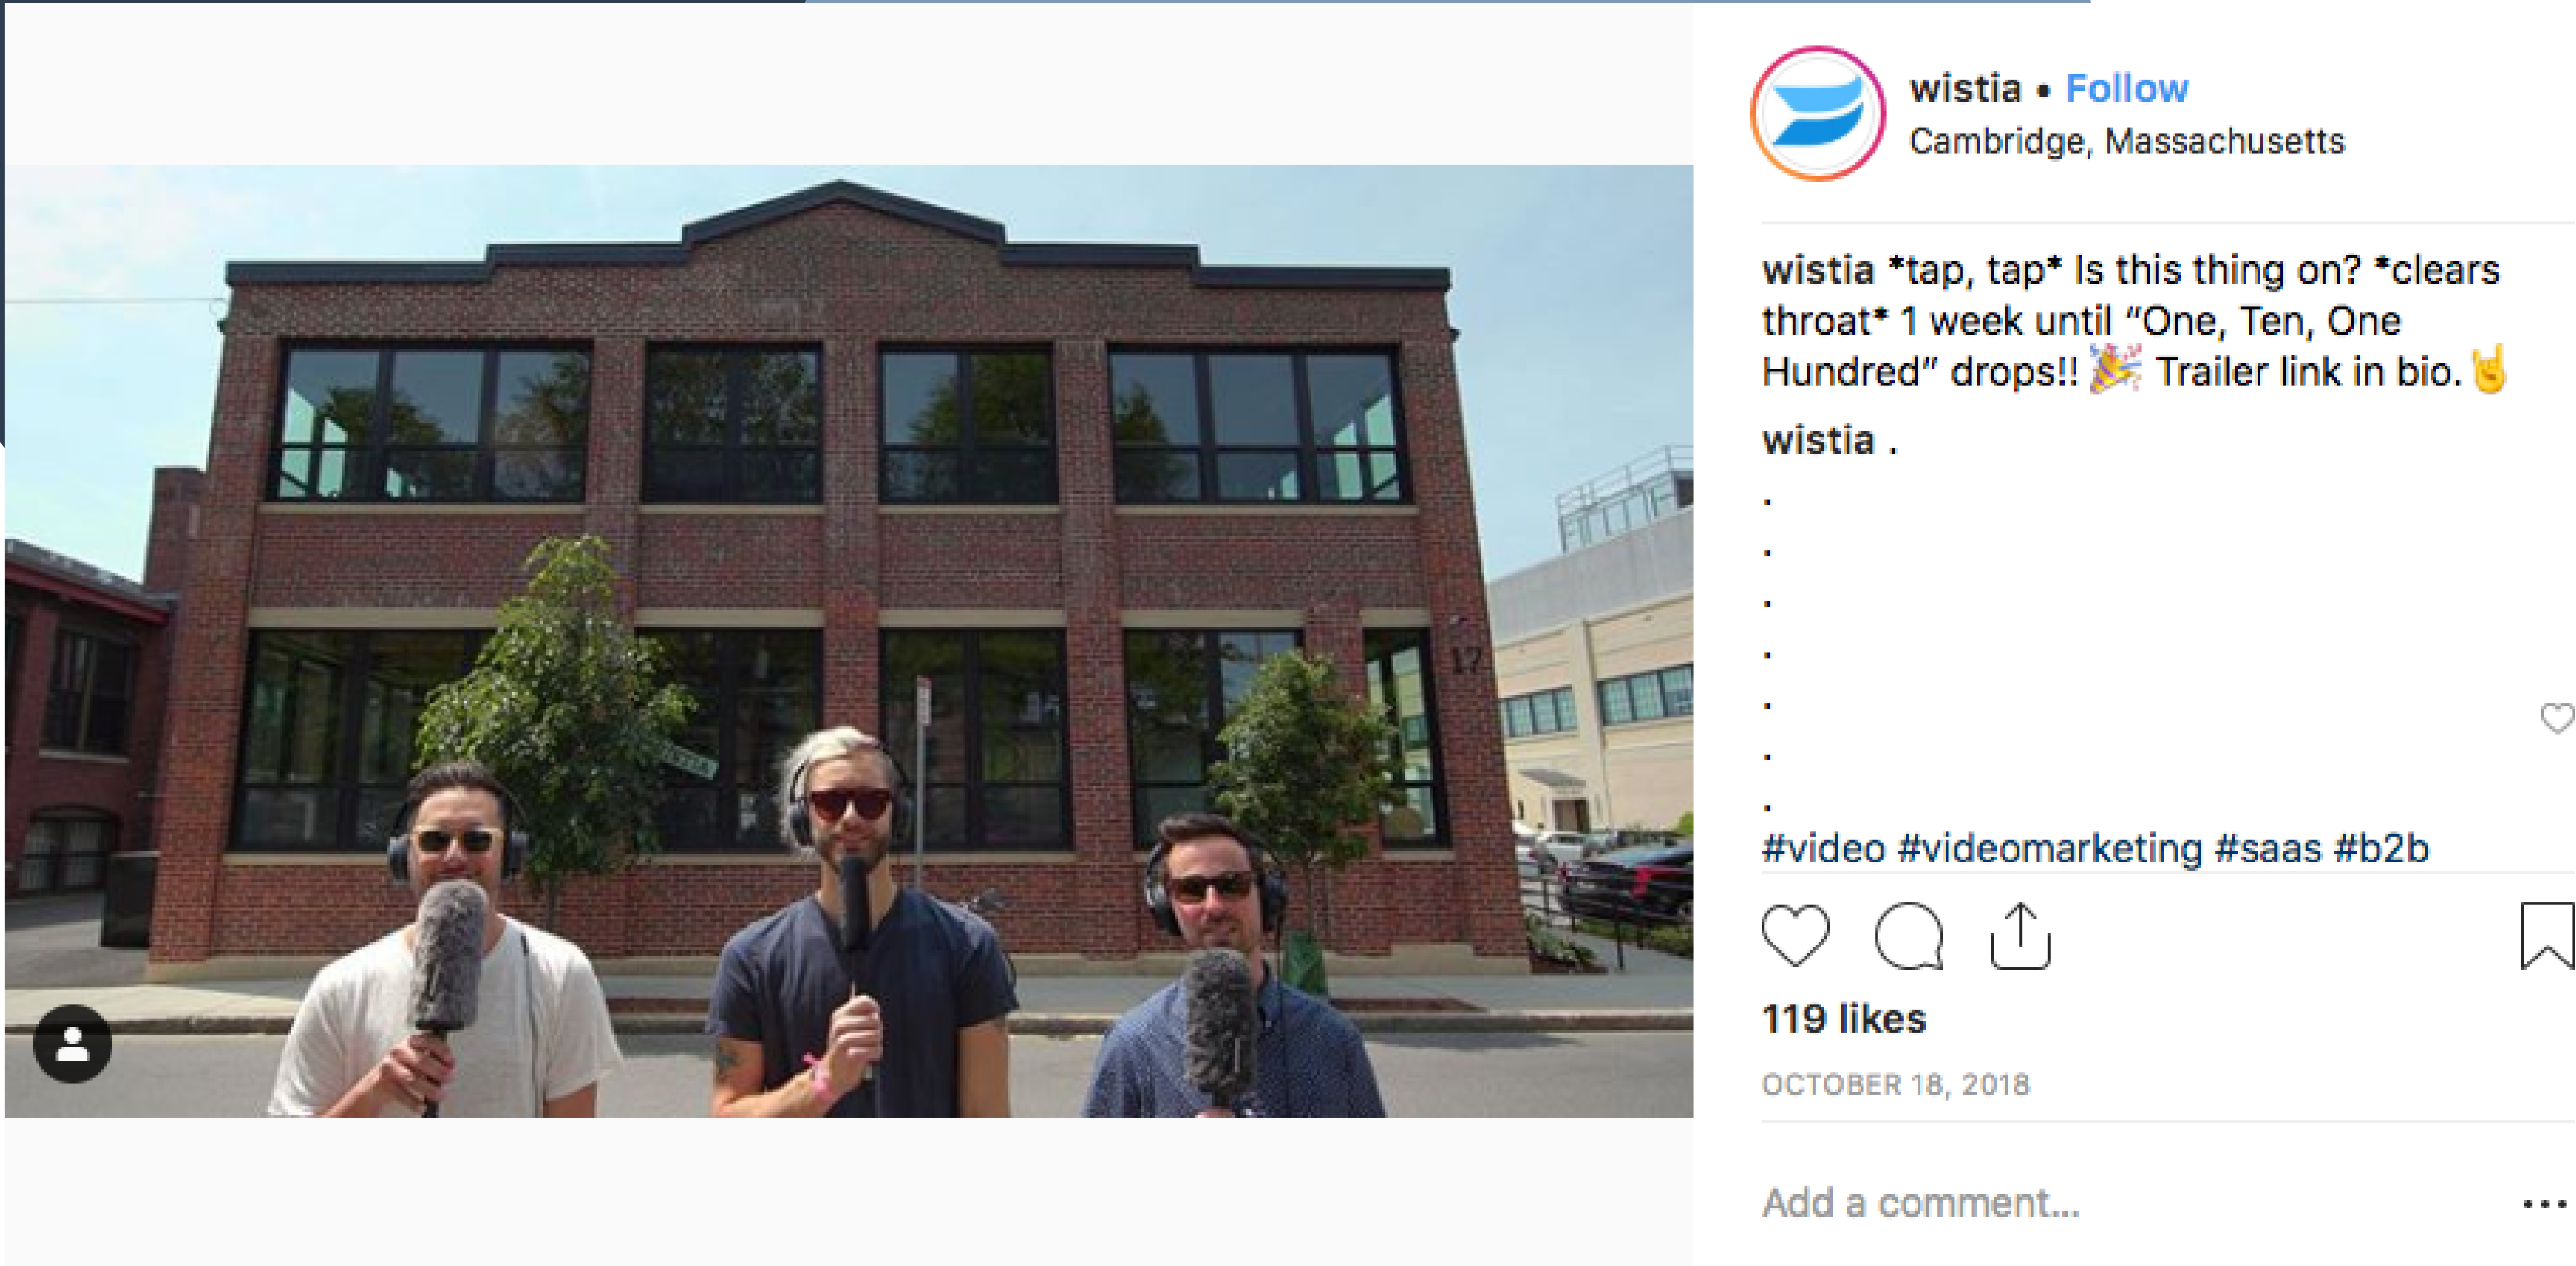 wistia • Follow
Cambridge, Massachusetts
wistia *tap, tap* Is this thing on? *clears
throat* 1 week until “One, Ten, One
Hundred” drops!! 🎉 Trailer link in bio.🤘
wistia .
.
.
.
.
.
.
.
#video #videomarketing #saas #b2b
119 likes
OCTOBER 18, 2018
Add a comment...
17